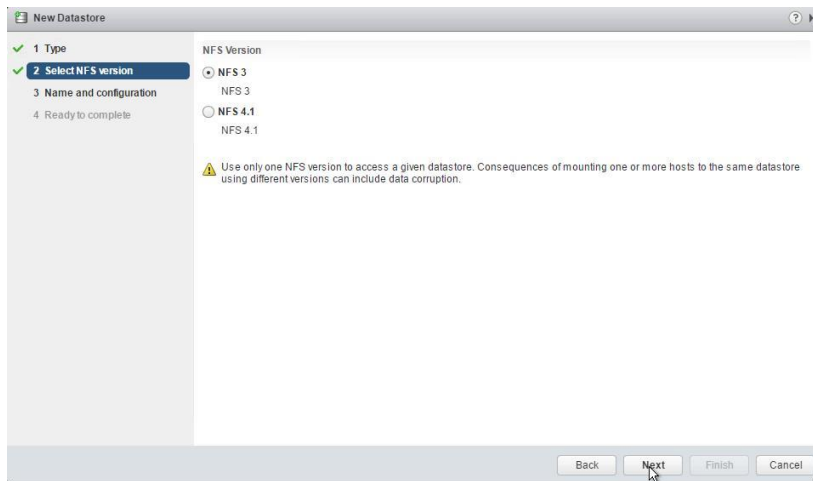 New Datastore
?
1 Type
2 Select NFS version
3 Name and configuration
4 Ready to complete
NFS Version
NFS 3
NFS 3
NFS 4.1
NFS 4.1
Use only one NFS version to access a given datastore. Consequences of mounting one or more hosts to the same datastore
using different versions can include data corruption.
Back Next Finish Cancel